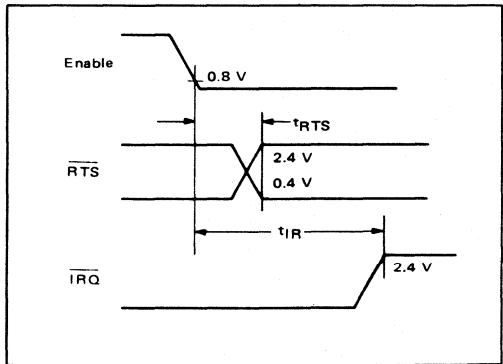 Enable
0.8 V
tRTS
RTS
2.4 V
0.4 V
tIR
IRQ
2.4 V